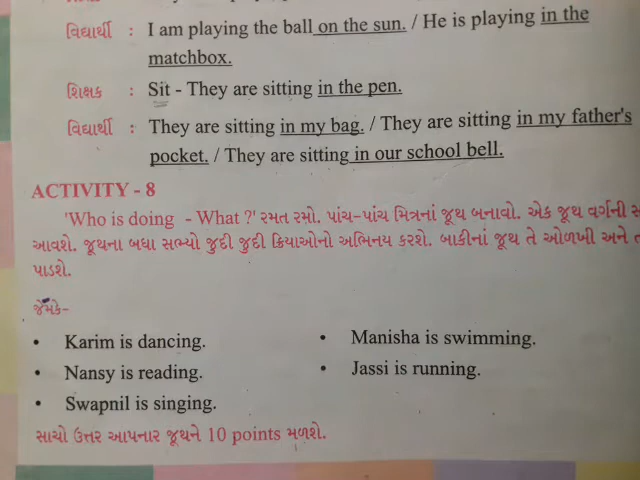 વિદ્યાર્થી : I am playing the ball on the sun. / He is playing in the
matchbox.
શિક્ષક : Sit - They are sitting in the pen.
વિદ્યાર્થી : They are sitting in my bag. / They are sitting in my father's
pocket. / They are sitting in our school bell.
ACTIVITY - 8
'Who is doing - What ?' રમત રમો. પાંચ-પાંચ મિત્રનાં જૂથ બનાવો. એક જૂથ વર્ગની
આવશે. જૂથના બધા સભ્યો જુદી જુદી ક્રિયાઓનો અભિનય કરશે. બાકીનાં જૂથ તે ઓળખી અને
પાડશે.
જેમકે-
• Karim is dancing. • Manisha is swimming.
• Nansy is reading. • Jassi is running.
• Swapnil is singing.
સાચો ઉત્તર આપનાર જૂથને 10 points મળશે.